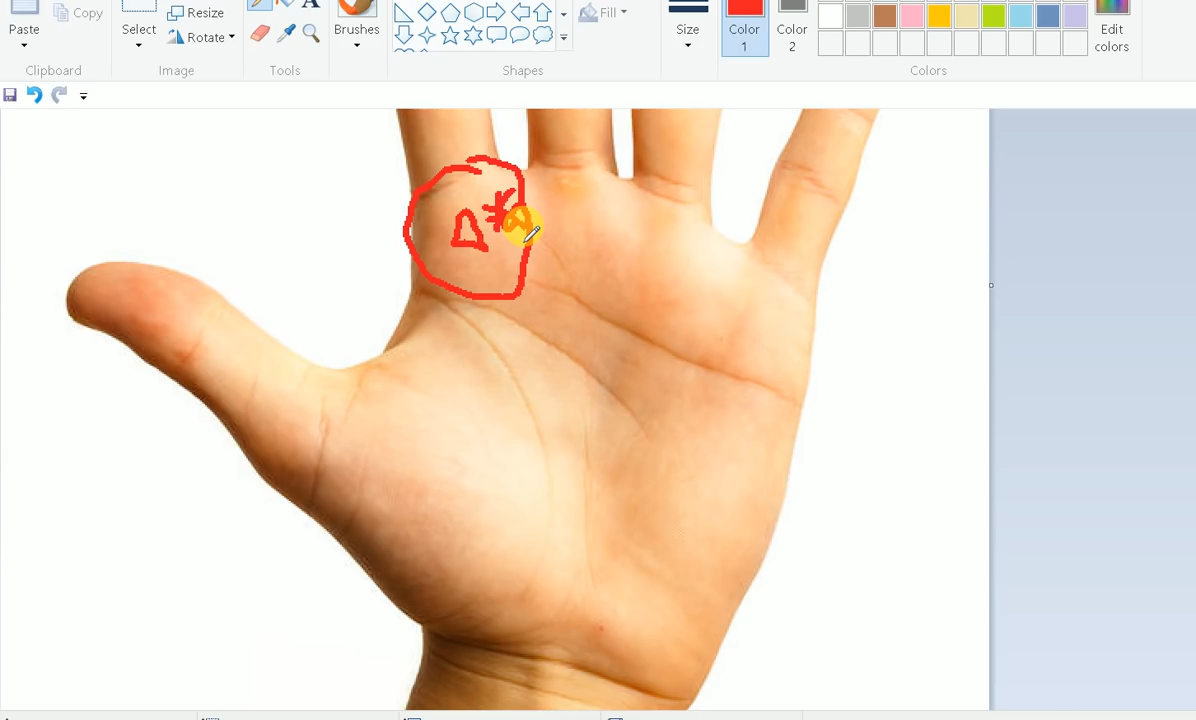 Paste
Copy
Select
Resize
Rotate
Brushes
Fill
Size
Color
1
Color
2
Edit
colors
Clipboard
Image
Tools
Shapes
Colors